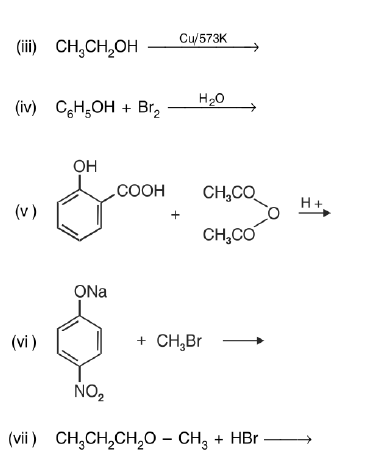 (iii) CH₃CH₂OH Cu/573K
(iv) C₆H₅OH + Br₂ H₂O
OH
COOH
(v) + CH₃CO O CH₃CO H+
ONa
(vi) + CH₃Br
NO₂
(vii) CH₃CH₂CH₂O – CH₃ + HBr